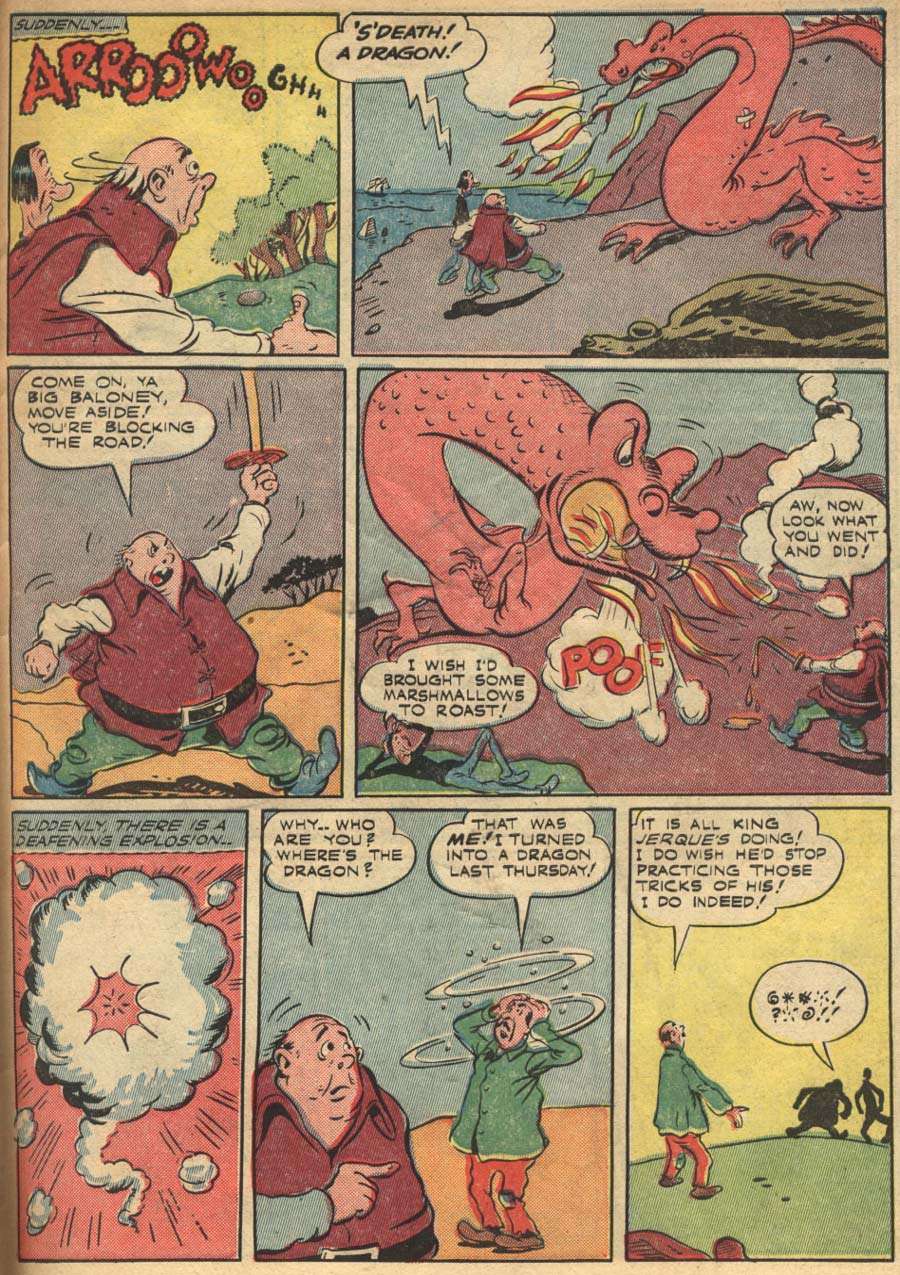 SUDDENLY....
ARROOOWOOGHHH
'S'DEATH!
A DRAGON!
COME ON, YA
BIG BALONEY,
MOVE ASIDE!
YOU'RE BLOCKING
THE ROAD!
AW, NOW
LOOK WHAT
YOU WENT
AND DID!
POOF
I WISH I'D
BROUGHT SOME
MARSHMALLOWS
TO ROAST!
SUDDENLY, THERE IS A
DEAFENING EXPLOSION..
WHY.. WHO
ARE YOU?
WHERE'S THE
DRAGON?
THAT WAS
ME! I TURNED
INTO A DRAGON
LAST THURSDAY!
IT IS ALL KING
JERQUE'S DOING!
I DO WISH HE'D STOP
PRACTICING THOSE
TRICKS OF HIS!
I DO INDEED!
@**※!
?※@!!